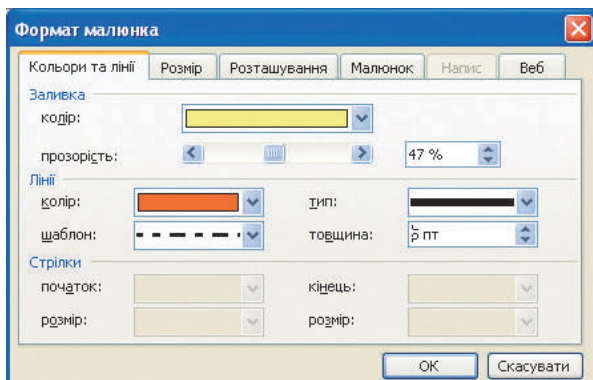 Формат малюнка
Кольори та лінії Розмір Розташування Малюнок Напис Веб
Заливка
колір:
прозорість: 47 %
Лінії
колір: тип:
шаблон: товщина: пт
Стрілки
початок: кінець:
розмір: розмір:
ОК Скасувати